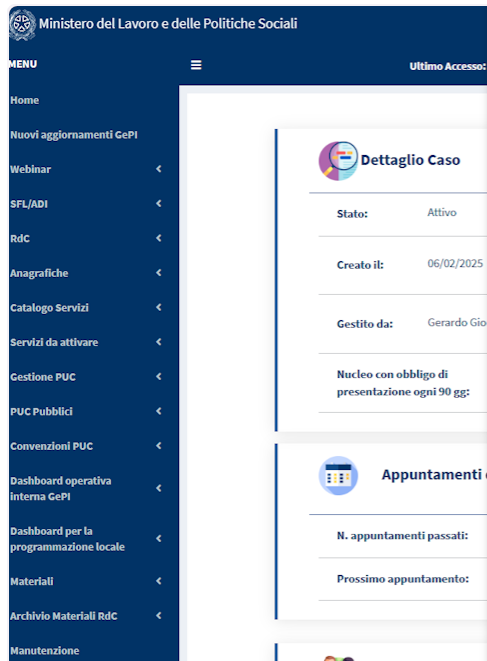 Ministero del Lavoro e delle Politiche Sociali
MENU
Ultimo Accesso:
Home
Nuovi aggiornamenti GePI
Webinar
SFL/ADI
RdC
Anagrafiche
Catalogo Servizi
Servizi da attivare
Gestione PUC
PUC Pubblici
Convenzioni PUC
Dashboard operativa
interna GePI
Dashboard per la
programmazione locale
Materiali
Archivio Materiali RdC
Manutenzione
Dettaglio Caso
Stato: Attivo
Creato il: 06/02/2025
Gestito da: Gerardo Gio
Nucleo con obbligo di
presentazione ogni 90 gg:
Appuntamenti
N. appuntamenti passati:
Prossimo appuntamento: